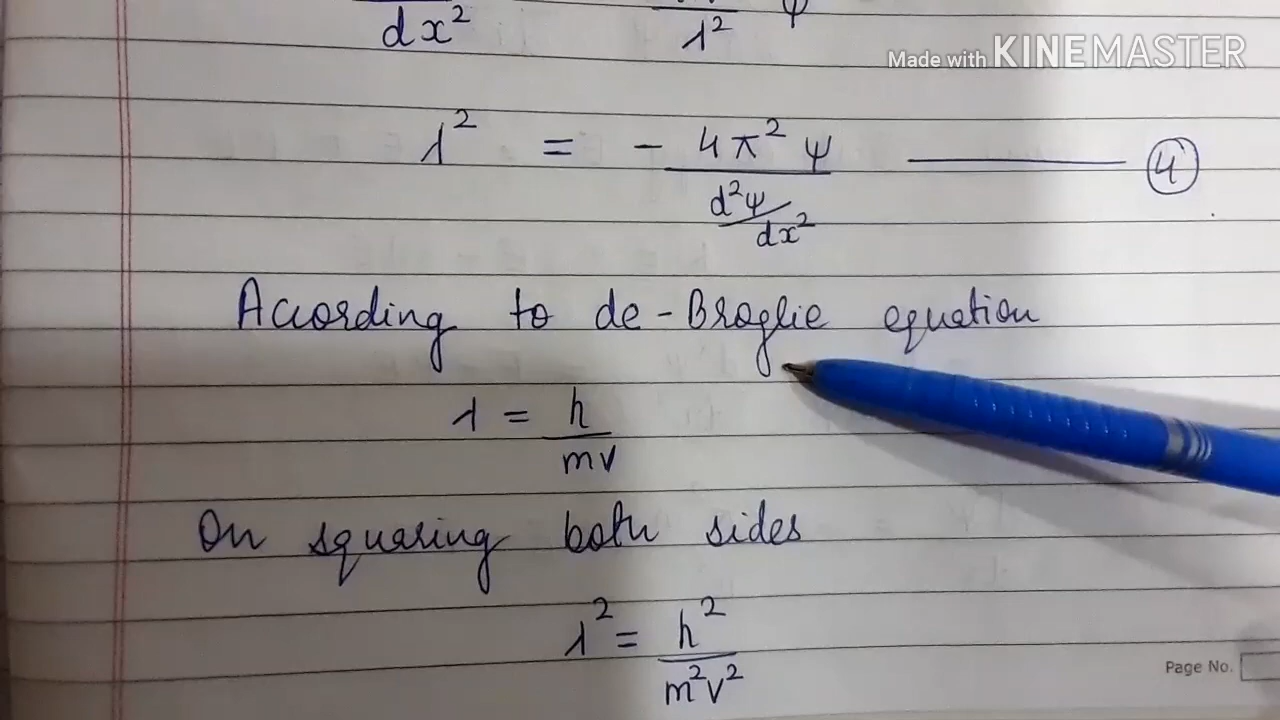 dx² λ² ψ
Made with KINEMASTER
λ² = - 4π²ψ ——— ④
d²ψ/dx²
According to de-Broglie equation
λ = h
mv
On squaring both sides
λ² = h²
m²v²
Page No.